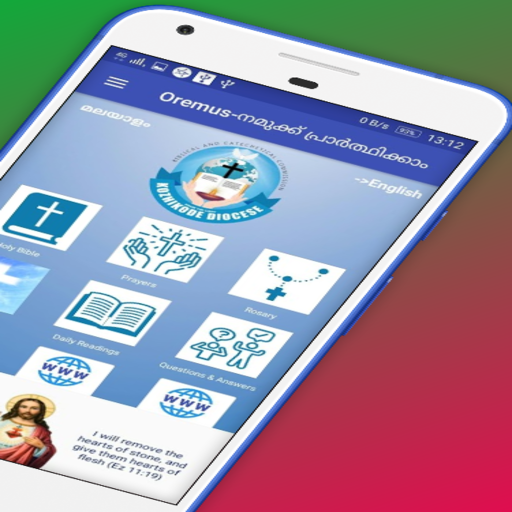 4G
0 B/s
93%
13:12
Oremus-നമുക്ക് പ്രാർത്ഥിക്കാം
മലയാളം
->English
BIBLICAL AND CATECHETICAL COMMISSION
KOZHIKODE DIOCESE
Holy Bible
Prayers
Rosary
Daily Readings
Questions & Answers
WWW
WWW
I will remove the
hearts of stone, and
give them hearts of
flesh (Ez 11:19)